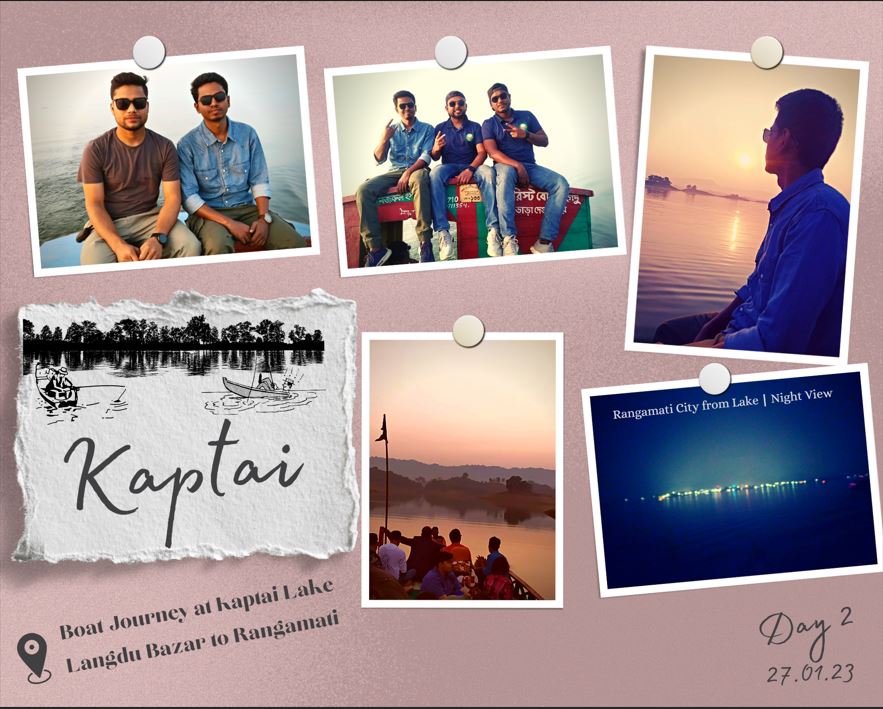 Rangamati City from Lake | Night View
Kaptai
Boat Journey at Kaptai Lake
Langdu Bazar to Rangamati
Day 2
27.01.23